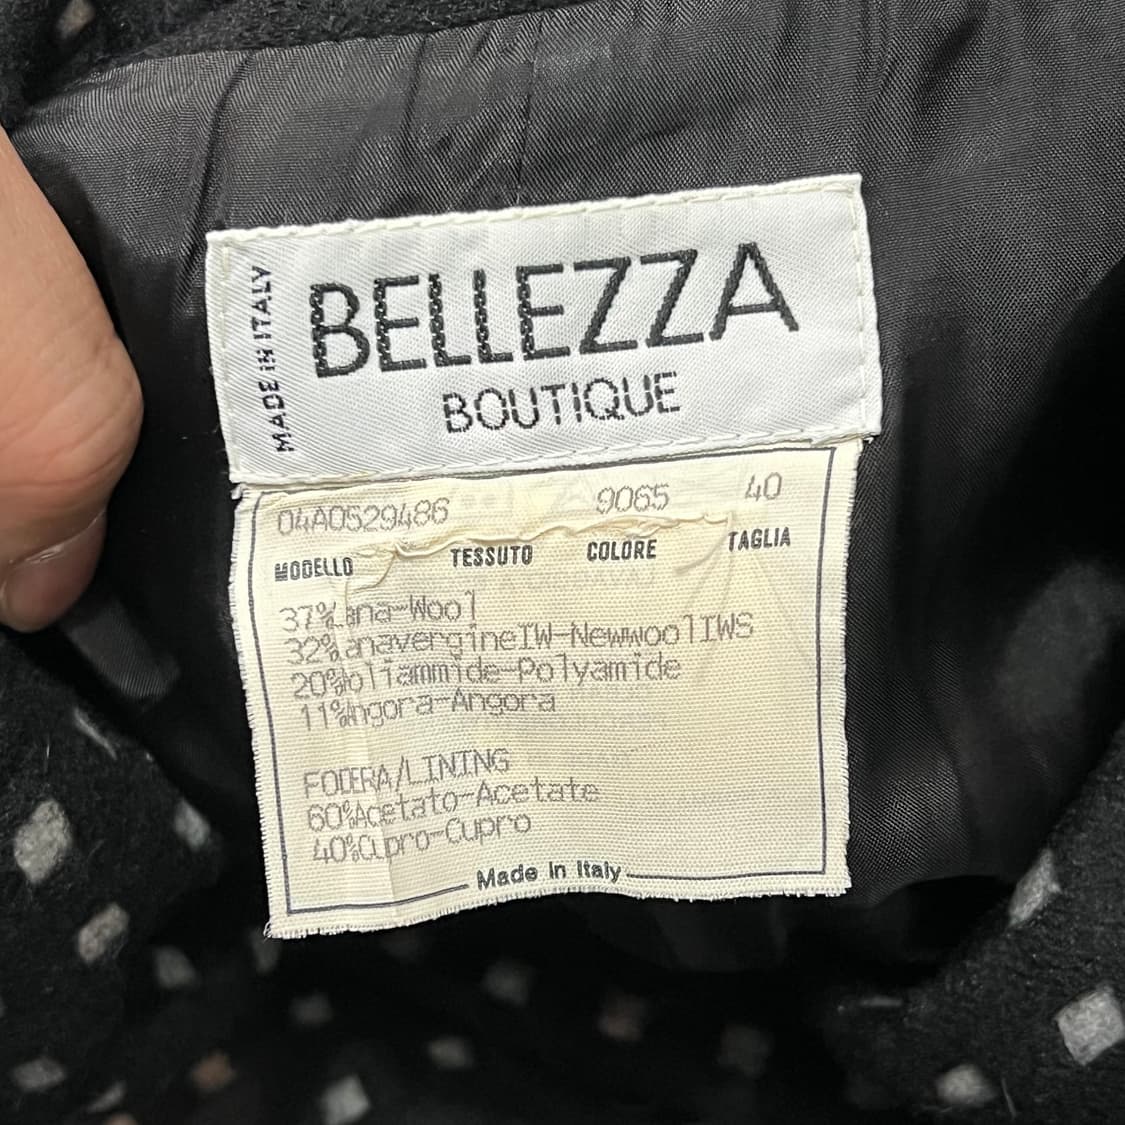 MADE IN ITALY
BELLEZZA
BOUTIQUE
04A0529486 9065 40
MODELLO TESSUTO COLORE TAGLIA
37%Lana-Wool
32%LanavergineIW-NewwoolIWS
20%Poliammide-Polyamide
11%Angora-Angora
FODERA/LINING
60%Acetato-Acetate
40%Cupro-Cupro
Made in Italy